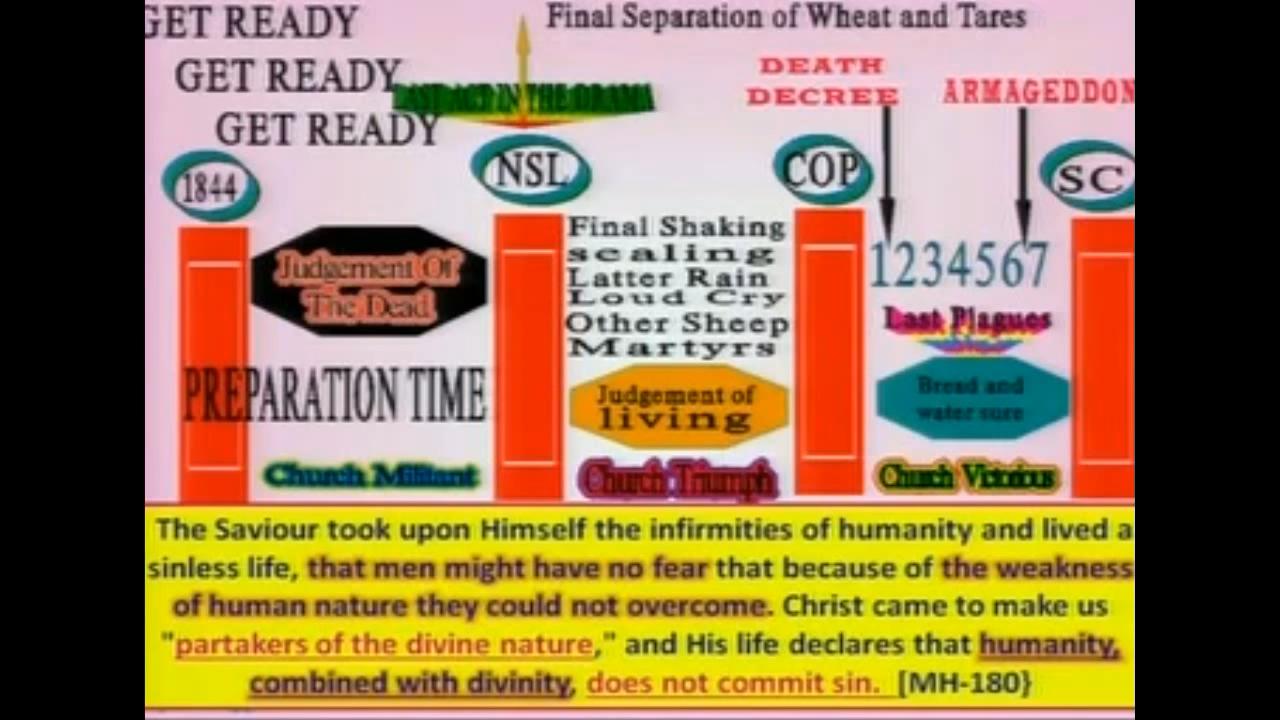 GET READY
GET READY
GET READY
Final Separation of Wheat and Tares
DEATH
DECREE
ARMAGEDDON
LAST ACT IN THE DRAMA
1844
NSL
COP
SC
Judgement Of
The Dead
PREPARATION TIME
Church Militant
Final Shaking
scaling
Latter Rain
Loud Cry
Other Sheep
Martyrs
Judgement of
living
Church Triumph
1234567
Last Plagues
Bread and
water sure
Church Victorious
The Saviour took upon Himself the infirmities of humanity and lived a
sinless life, that men might have no fear that because of the weakness
of human nature they could not overcome. Christ came to make us
"partakers of the divine nature," and His life declares that humanity,
combined with divinity, does not commit sin. [MH-180}